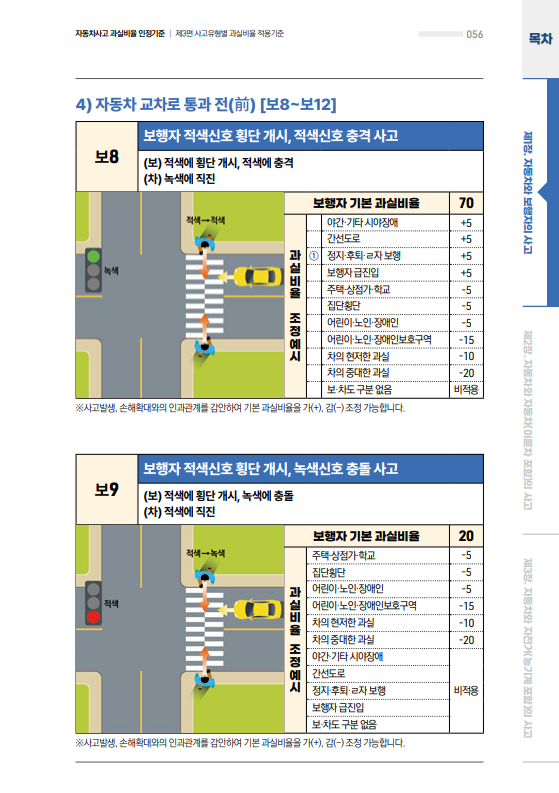 자동차사고 과실비율 인정기준 | 제3편 사고유형별 과실비율 적용기준
056
목차
4) 자동차 교차로 통과 전(前) [보8~보12]
보8
보행자 적색신호 횡단 개시, 적색신호 충격 사고
(보) 적색에 횡단 개시, 적색에 충격
(차) 녹색에 직진
적색→적색
녹색
보행자 기본 과실비율 70
과실비율 조정예시
야간·기타 시야장애 +5
간선도로 +5
① 정지·후퇴·ㄹ자 보행 +5
보행자 급진입 +5
주택·상점가·학교 -5
집단횡단 -5
어린이·노인·장애인 -5
어린이·노인·장애인보호구역 -15
차의 현저한 과실 -10
차의 중대한 과실 -20
보·차도 구분 없음 비적용
※사고발생, 손해확대와의 인과관계를 감안하여 기본 과실비율을 가(+), 감(-) 조정 가능합니다.
보9
보행자 적색신호 횡단 개시, 녹색신호 충돌 사고
(보) 적색에 횡단 개시, 녹색에 충돌
(차) 적색에 직진
적색→녹색
적색
보행자 기본 과실비율 20
과실비율 조정예시
주택·상점가·학교 -5
집단횡단 -5
어린이·노인·장애인 -5
어린이·노인·장애인보호구역 -15
차의 현저한 과실 -10
차의 중대한 과실 -20
야간·기타 시야장애
간선도로
정지·후퇴·ㄹ자 보행
보행자 급진입
보·차도 구분 없음
비적용
※사고발생, 손해확대와의 인과관계를 감안하여 기본 과실비율을 가(+), 감(-) 조정 가능합니다.
제1장. 자동차와 보행자의 사고
제2장. 자동차와 자동차(이륜차 포함)의 사고
제3장. 자동차와 자전거(농기계 포함)의 사고